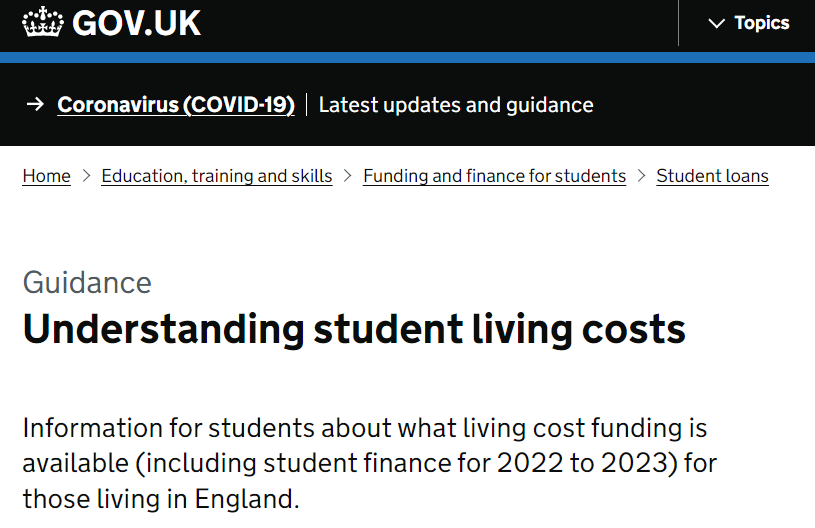 GOV.UK
Topics
Coronavirus (COVID-19) Latest updates and guidance
Home Education, training and skills Funding and finance for students Student loans
Guidance
Understanding student living costs
Information for students about what living cost funding is
available (including student finance for 2022 to 2023) for
those living in England.